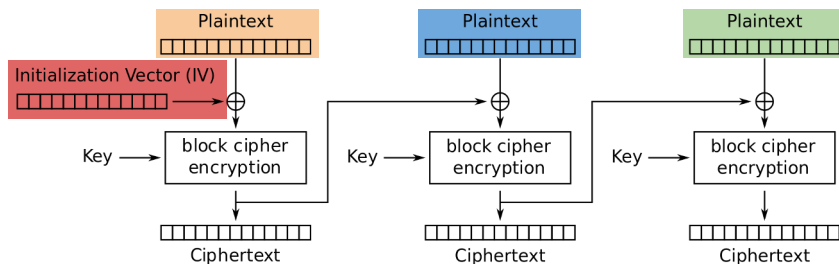 Plaintext
Plaintext
Plaintext
Initialization Vector (IV)
Key
block cipher
encryption
Key
block cipher
encryption
Key
block cipher
encryption
Ciphertext
Ciphertext
Ciphertext